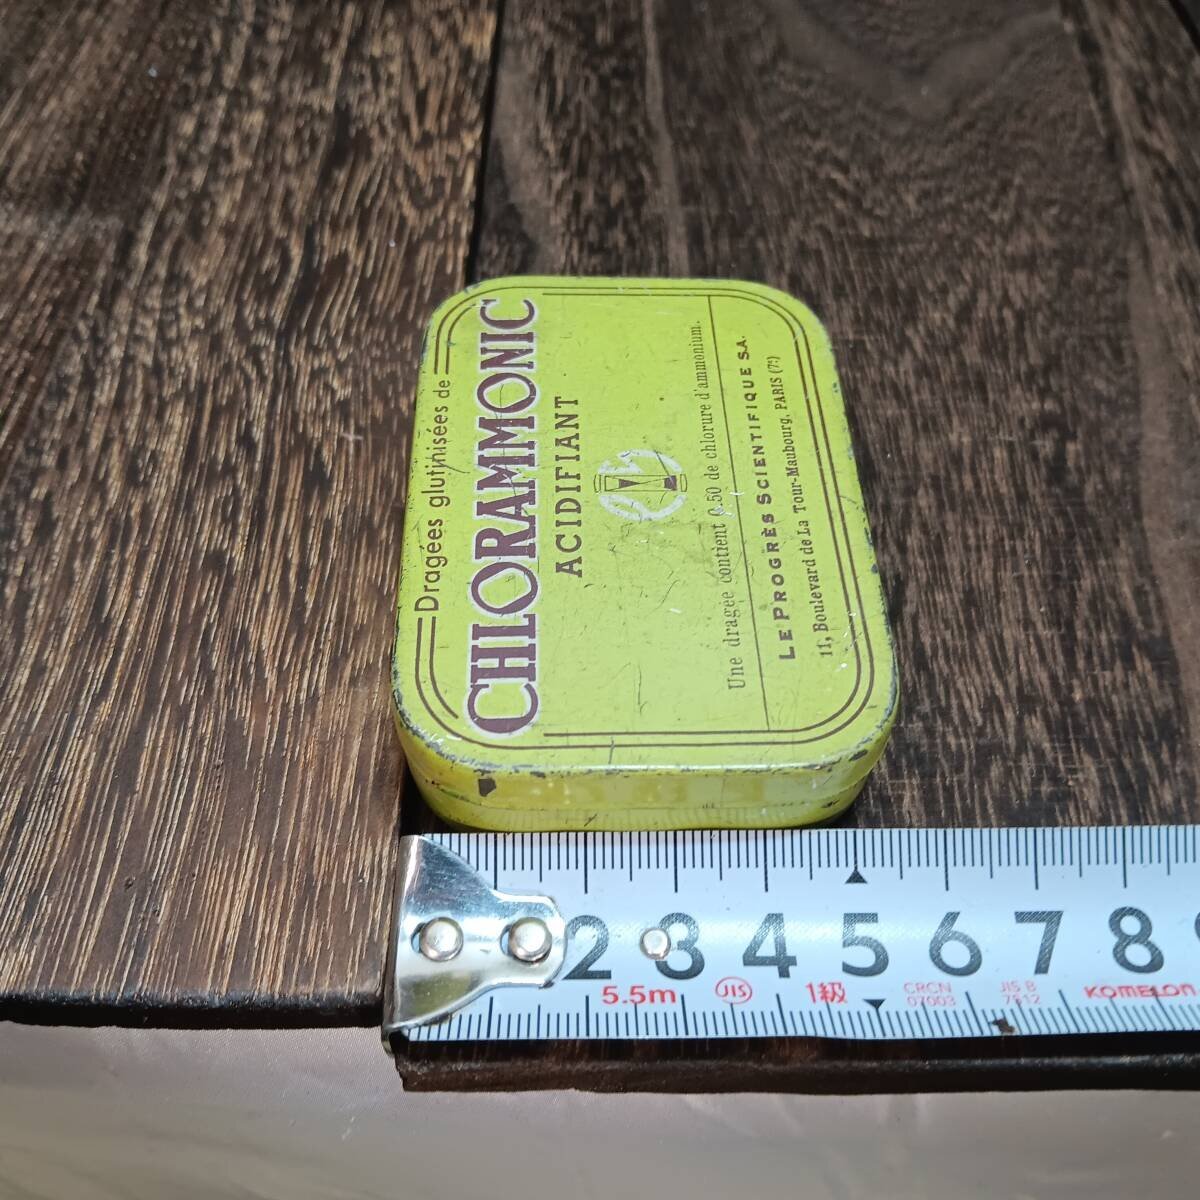 Dragées glutinisées de
CHLORAMMONIC
ACIDIFIANT
Une dragée contient 0.50 de chlorure d'ammonium.
LE PROGRÈS SCIENTIFIQUE S.A.
11, Boulevard de La Tour-Maubourg, PARIS (7e)
2 3 4 5 6 7 8
5.5m JIS 1級 CRCN 07003 JIS B 7512 KOMELON